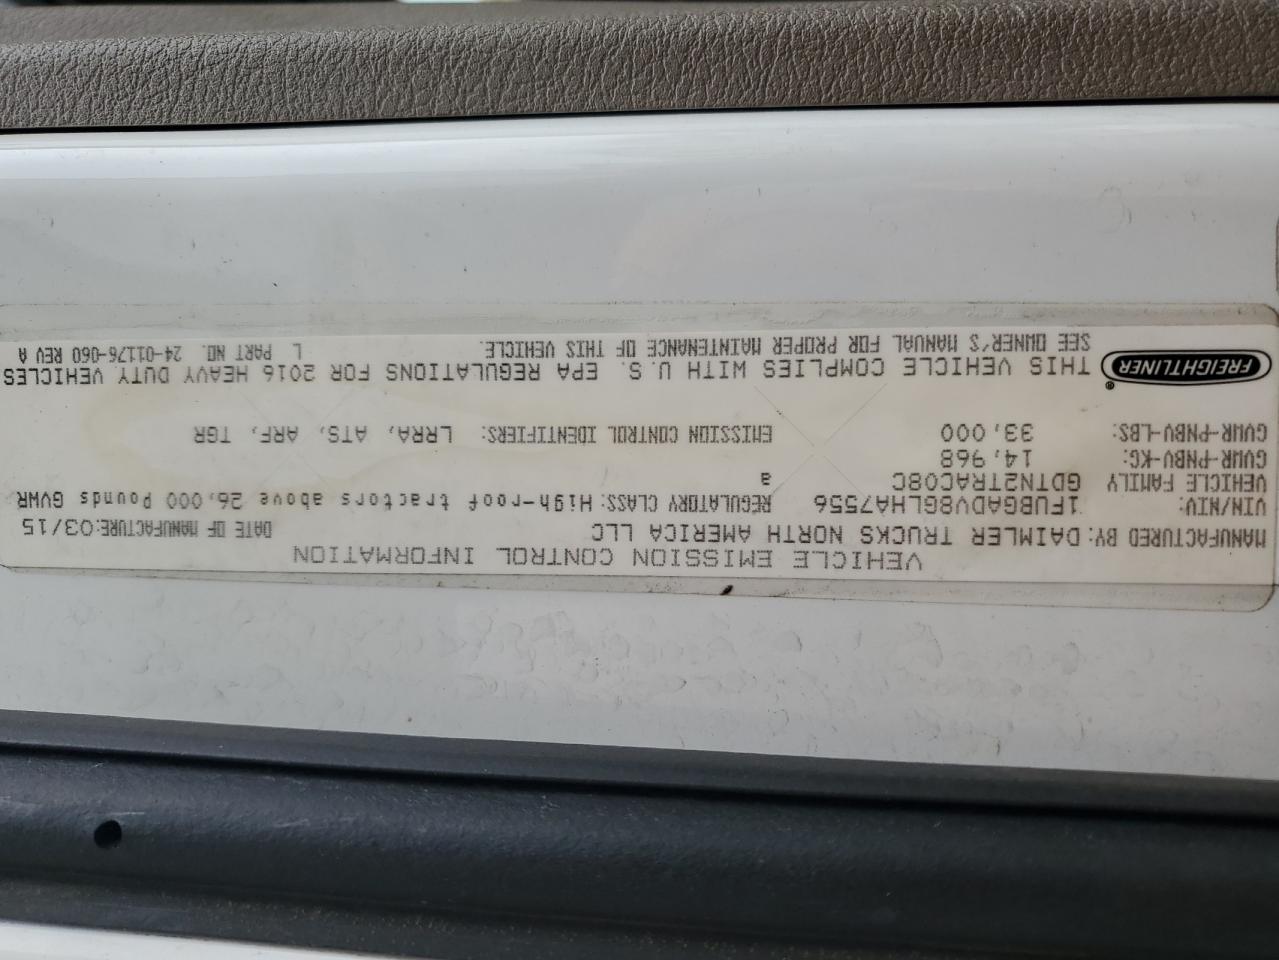 VEHICLE EMISSION CONTROL INFORMATION
MANUFACTURED BY: DAIMLER TRUCKS NORTH AMERICA LLC DATE OF MANUFACTURE:03/15
VIN/NIV: 1FUBGADV8GLHA7556 REGULATORY CLASS: High-roof tractors above 26,000 Pounds GVWR
VEHICLE FAMILY GDTN2TRAC08C a
GVWR-PNBV-KG: 14,968
GVWR-PNBV-LBS: 33,000 EMISSION CONTROL IDENTIFIERS: LRRA, ATS, ARF, TGR
FREIGHTLINER® THIS VEHICLE COMPLIES WITH U.S. EPA REGULATIONS FOR 2016 HEAVY DUTY VEHICLES
SEE OWNER'S MANUAL FOR PROPER MAINTENANCE OF THIS VEHICLE. L PART NO. 24-01176-060 REV A